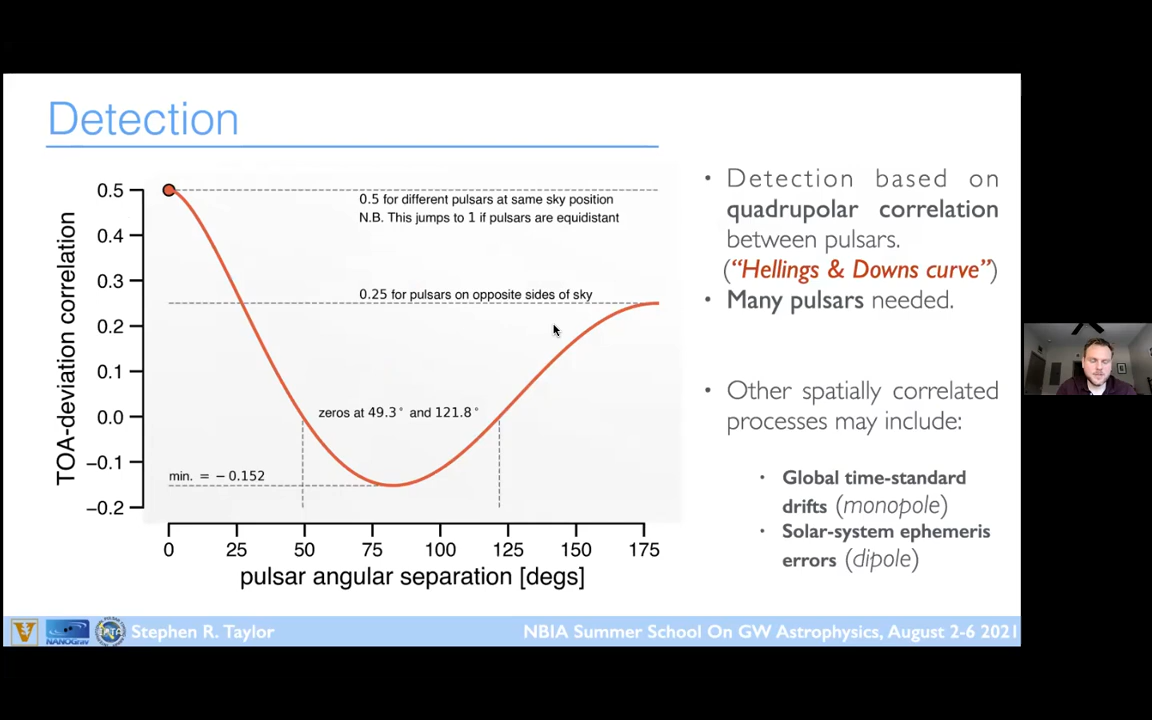 Detection
TOA-deviation correlation
0.5
0.4
0.3
0.2
0.1
0.0
−0.1
−0.2
0.5 for different pulsars at same sky position
N.B. This jumps to 1 if pulsars are equidistant
0.25 for pulsars on opposite sides of sky
zeros at 49.3° and 121.8°
min. = −0.152
0
25
50
75
100
125
150
175
pulsar angular separation [degs]
• Detection based on
quadrupolar correlation
between pulsars.
(“Hellings & Downs curve”)
• Many pulsars needed.
• Other spatially correlated
processes may include:
• Global time-standard
drifts (monopole)
• Solar-system ephemeris
errors (dipole)
V
NANOGrav
IPTA
Stephen R. Taylor
NBIA Summer School On GW Astrophysics, August 2-6 2021